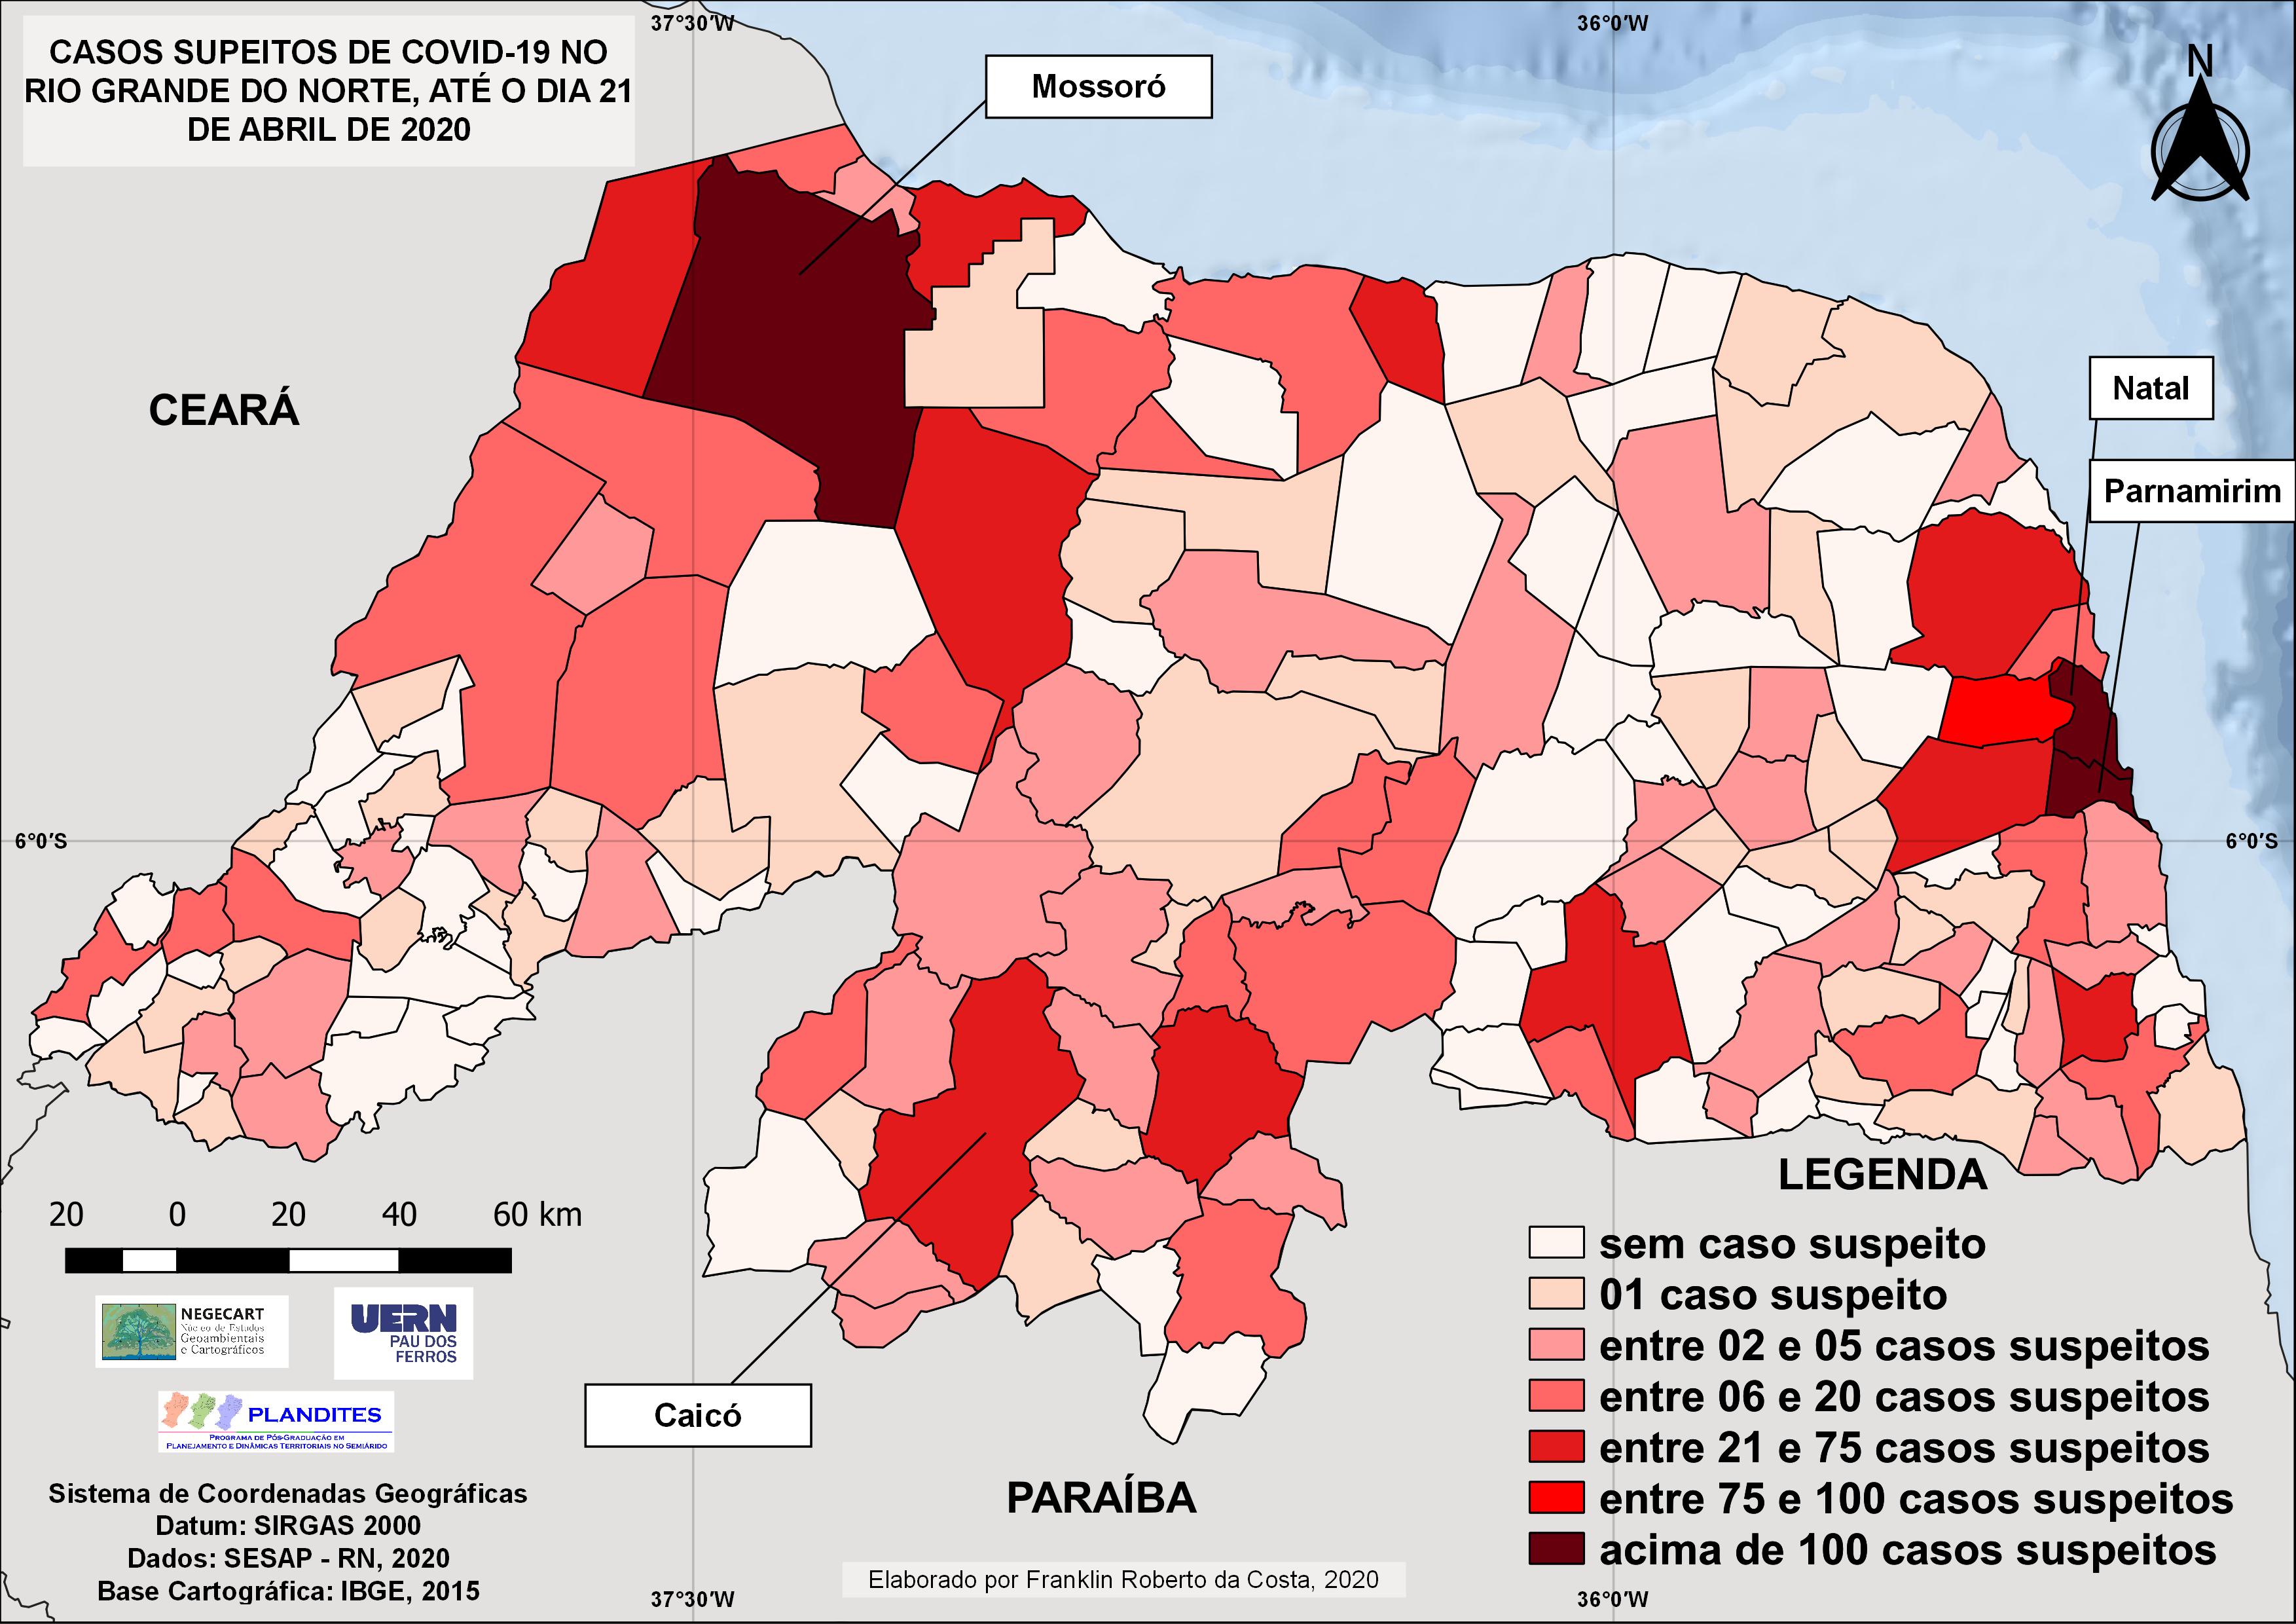 CASOS SUPEITOS DE COVID-19 NO
RIO GRANDE DO NORTE, ATÉ O DIA 21
DE ABRIL DE 2020
37°30′W
36°0′W
N
Mossoró
Natal
Parnamirim
CEARÁ
6°0′S
6°0′S
20 0 20 40 60 km
NEGECART
Núcleo de Estudos
Geoambientais
e Cartográficos
UERN
PAU DOS
FERROS
PLANDITES
PROGRAMA DE PÓS-GRADUAÇÃO EM
PLANEJAMENTO E DINÂMICAS TERRITORIAIS NO SEMIÁRIDO
Caicó
PARAÍBA
LEGENDA
sem caso suspeito
01 caso suspeito
entre 02 e 05 casos suspeitos
entre 06 e 20 casos suspeitos
entre 21 e 75 casos suspeitos
entre 75 e 100 casos suspeitos
acima de 100 casos suspeitos
Sistema de Coordenadas Geográficas
Datum: SIRGAS 2000
Dados: SESAP - RN, 2020
Base Cartográfica: IBGE, 2015
Elaborado por Franklin Roberto da Costa, 2020
37°30′W
36°0′W